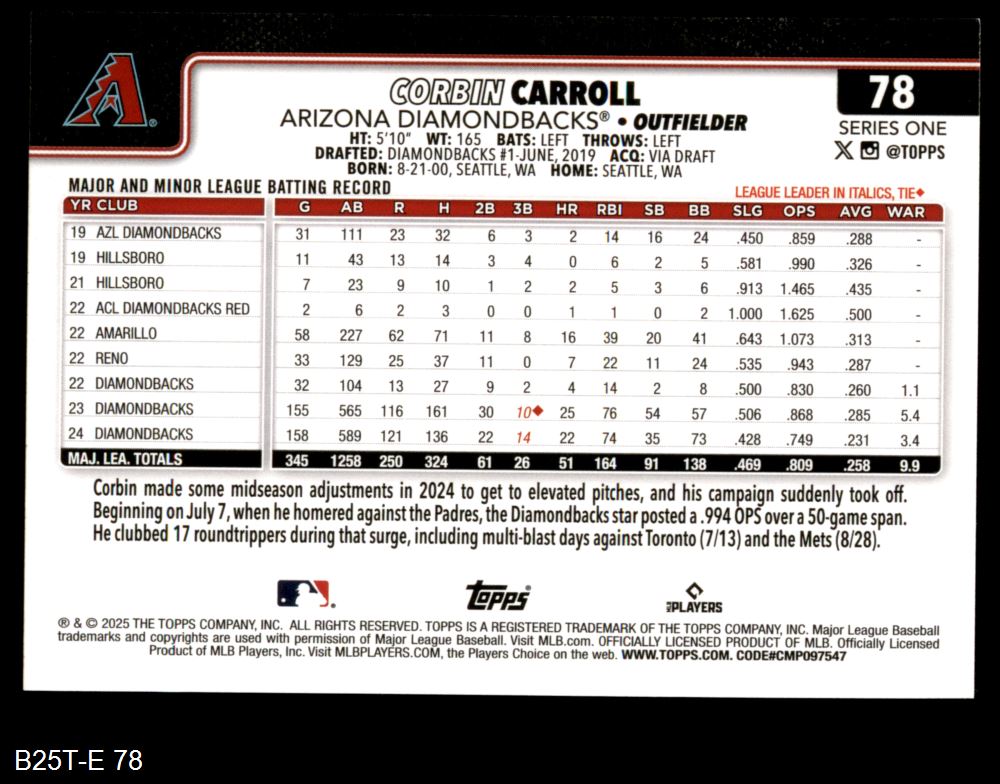 CORBIN CARROLL
78
ARIZONA DIAMONDBACKS® • OUTFIELDER
SERIES ONE
HT: 5'10" WT: 165 BATS: LEFT THROWS: LEFT
@TOPPS
DRAFTED: DIAMONDBACKS #1-JUNE, 2019 ACQ: VIA DRAFT
BORN: 8-21-00, SEATTLE, WA HOME: SEATTLE, WA
MAJOR AND MINOR LEAGUE BATTING RECORD
LEAGUE LEADER IN ITALICS, TIE◆
YR CLUB G AB R H 2B 3B HR RBI SB BB SLG OPS AVG WAR
19 AZL DIAMONDBACKS 31 111 23 32 6 3 2 14 16 24 .450 .859 .288 -
19 HILLSBORO 11 43 13 14 3 4 0 6 2 5 .581 .990 .326 -
21 HILLSBORO 7 23 9 10 1 2 2 5 3 6 .913 1.465 .435 -
22 ACL DIAMONDBACKS RED 2 6 2 3 0 0 1 1 0 2 1.000 1.625 .500 -
22 AMARILLO 58 227 62 71 11 8 16 39 20 41 .643 1.073 .313 -
22 RENO 33 129 25 37 11 0 7 22 11 24 .535 .943 .287 -
22 DIAMONDBACKS 32 104 13 27 9 2 4 14 2 8 .500 .830 .260 1.1
23 DIAMONDBACKS 155 565 116 161 30 10◆ 25 76 54 57 .506 .868 .285 5.4
24 DIAMONDBACKS 158 589 121 136 22 14 22 74 35 73 .428 .749 .231 3.4
MAJ. LEA. TOTALS 345 1258 250 324 61 26 51 164 91 138 .469 .809 .258 9.9
Corbin made some midseason adjustments in 2024 to get to elevated pitches, and his campaign suddenly took off.
Beginning on July 7, when he homered against the Padres, the Diamondbacks star posted a .994 OPS over a 50-game span.
He clubbed 17 roundtrippers during that surge, including multi-blast days against Toronto (7/13) and the Mets (8/28).
Topps®
MLB PLAYERS
® & © 2025 THE TOPPS COMPANY, INC. ALL RIGHTS RESERVED. TOPPS IS A REGISTERED TRADEMARK OF THE TOPPS COMPANY, INC. Major League Baseball
trademarks and copyrights are used with permission of Major League Baseball. Visit MLB.com. OFFICIALLY LICENSED PRODUCT OF MLB. Officially Licensed
Product of MLB Players, Inc. Visit MLBPLAYERS.COM, the Players Choice on the web. WWW.TOPPS.COM. CODE#CMP097547
B25T-E 78